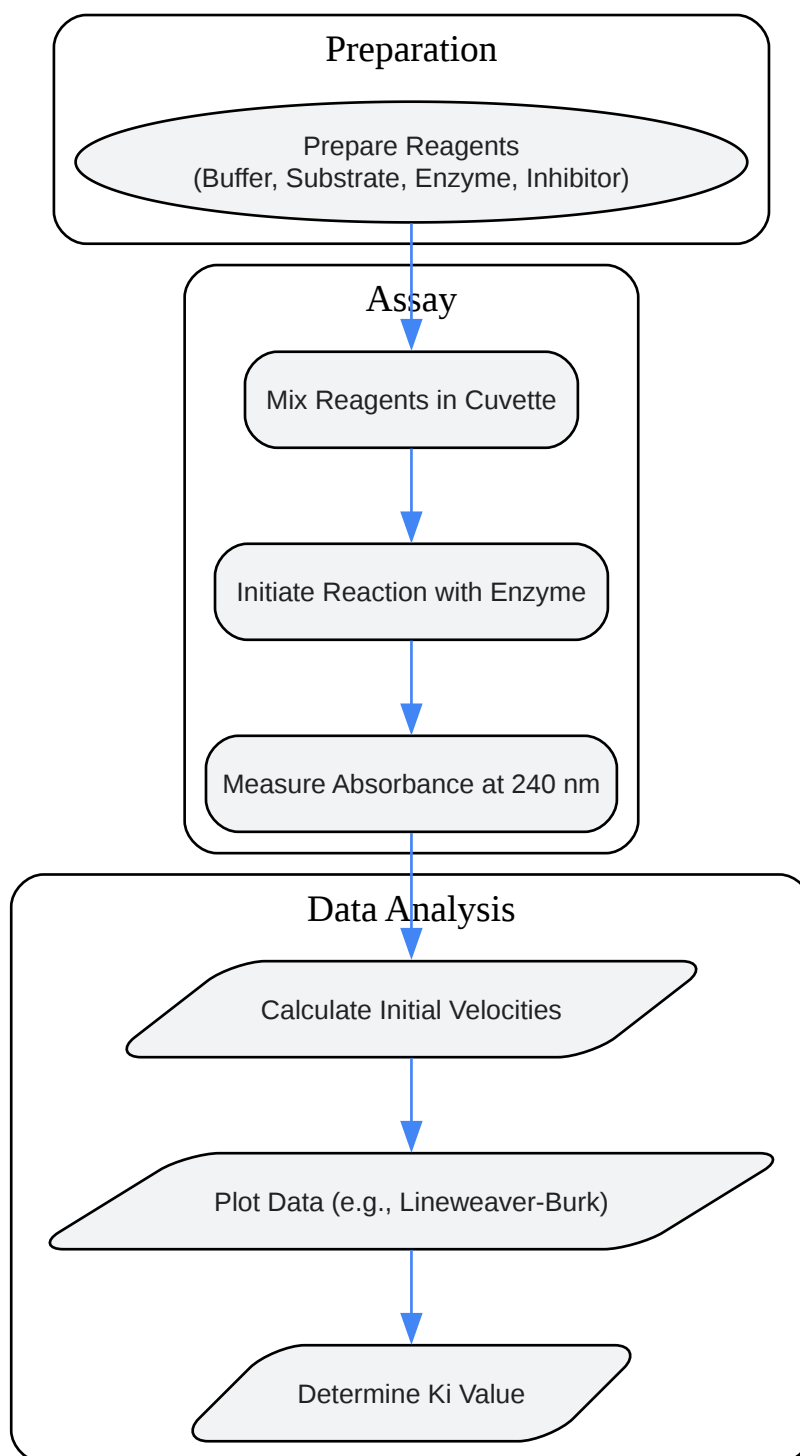 Preparation
Prepare Reagents
(Buffer, Substrate, Enzyme, Inhibitor)
Assay
Mix Reagents in Cuvette
Initiate Reaction with Enzyme
Measure Absorbance at 240 nm
Data Analysis
Calculate Initial Velocities
Plot Data (e.g., Lineweaver-Burk)
Determine Ki Value